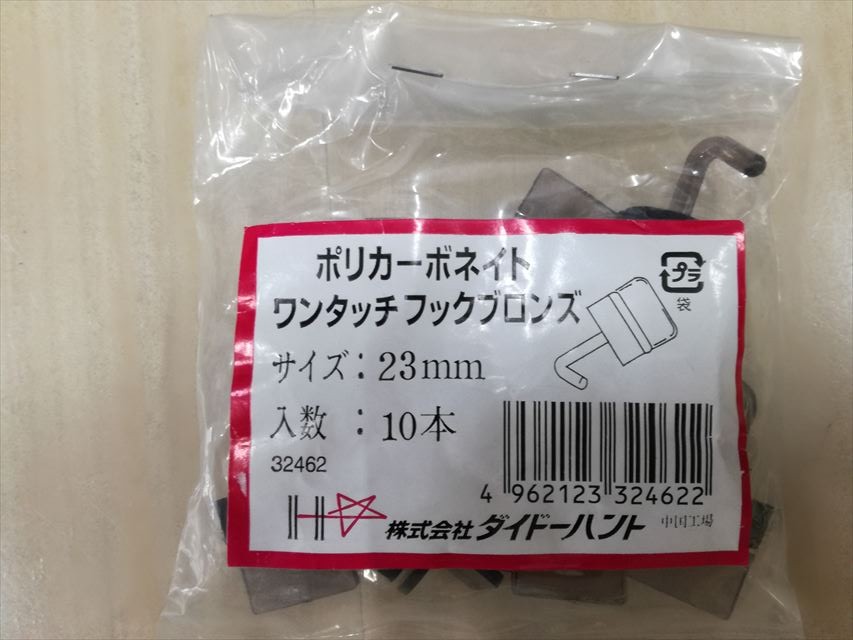 ポリカーボネイト
ワンタッチフックブロンズ
プラ
袋
サイズ：23mm
入数：10本
32462
4 962123 324622
H
株式会社ダイドーハント
中国工場